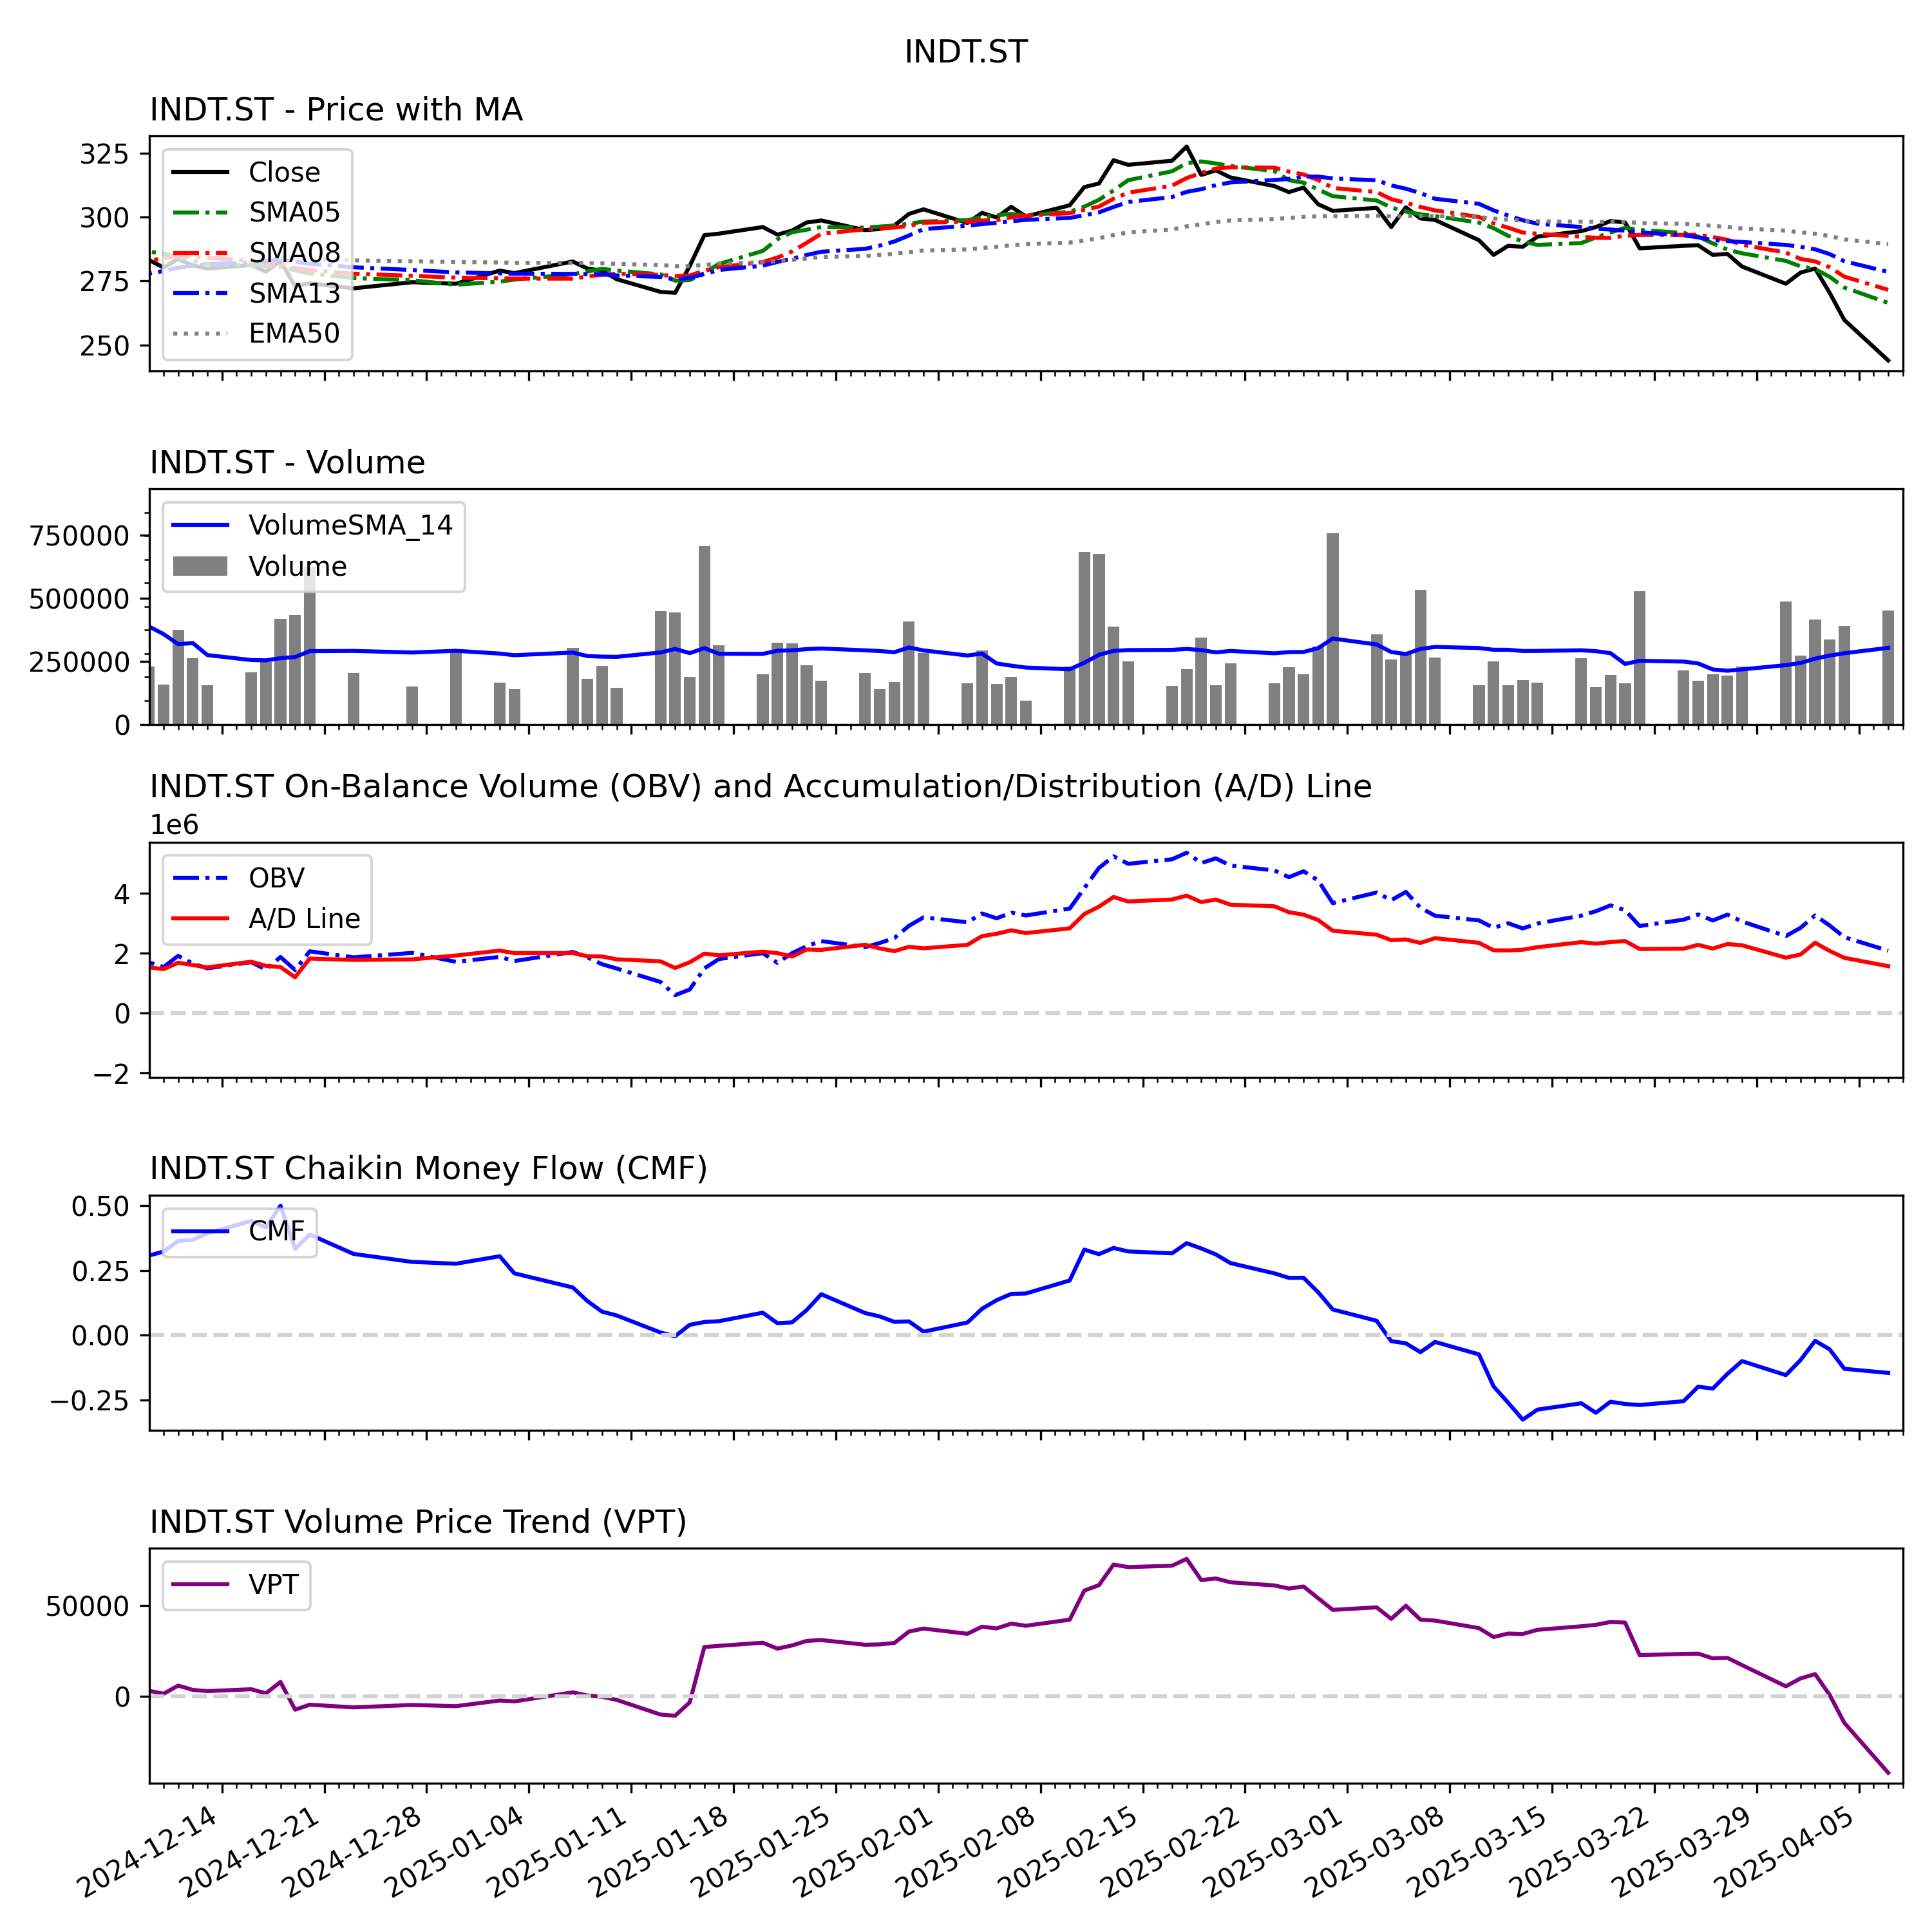 INDT.ST
INDT.ST - Price with MA
325
300
275
250
Close
SMA05
SMA08
SMA13
EMA50
INDT.ST - Volume
750000
500000
250000
0
VolumeSMA_14
Volume
INDT.ST On-Balance Volume (OBV) and Accumulation/Distribution (A/D) Line
1e6
4
2
0
−2
OBV
A/D Line
INDT.ST Chaikin Money Flow (CMF)
0.50
0.25
0.00
−0.25
CMF
INDT.ST Volume Price Trend (VPT)
50000
0
VPT
2024-12-14
2024-12-21
2024-12-28
2025-01-04
2025-01-11
2025-01-18
2025-01-25
2025-02-01
2025-02-08
2025-02-15
2025-02-22
2025-03-01
2025-03-08
2025-03-15
2025-03-22
2025-03-29
2025-04-05